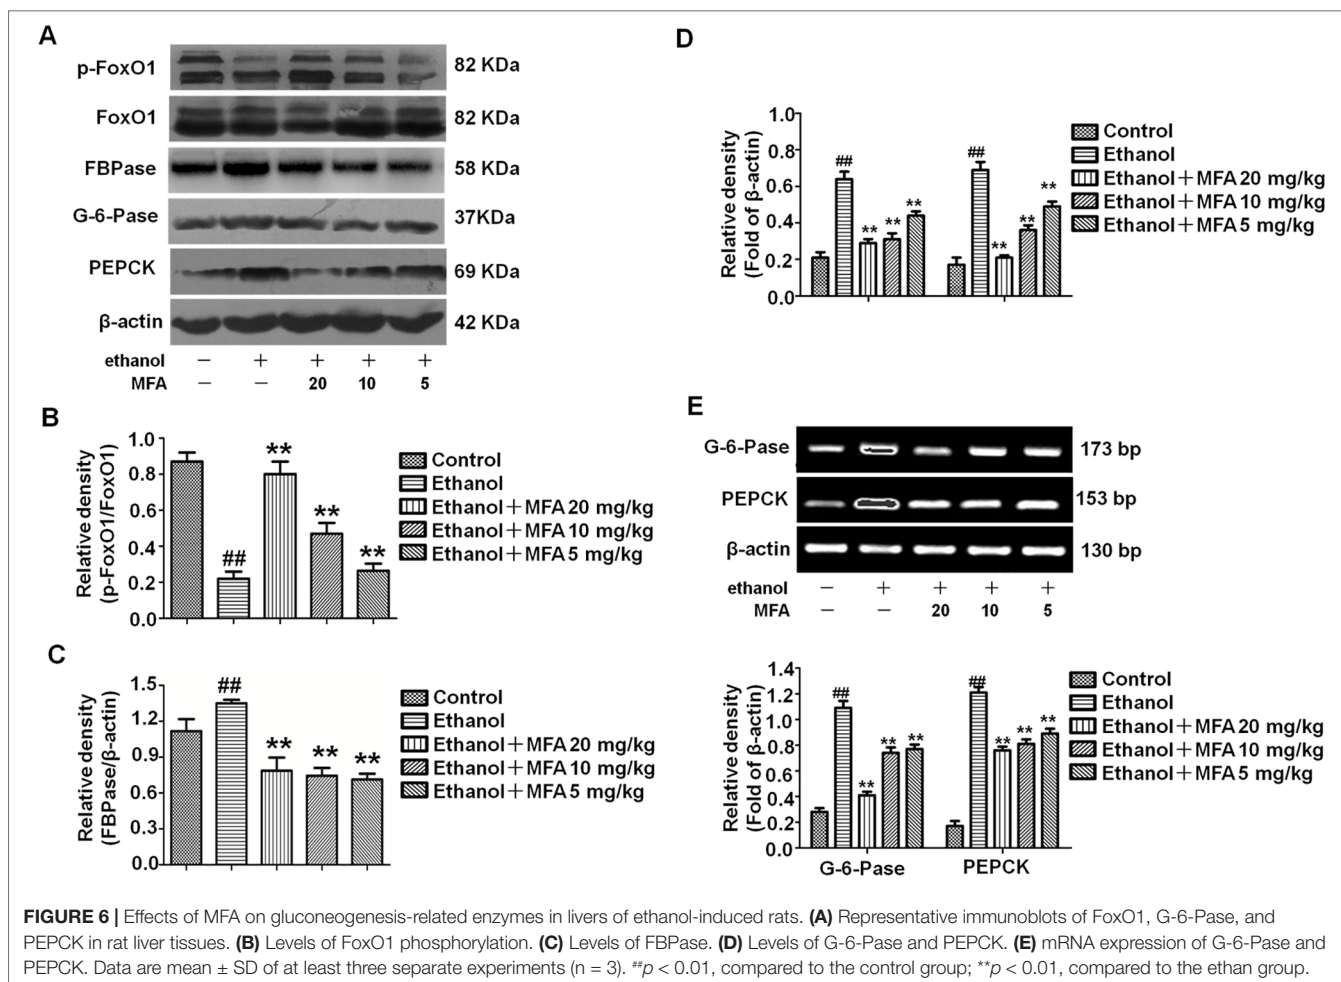 A
p-FoxO1 82 KDa
FoxO1 82 KDa
FBPase 58 KDa
G-6-Pase 37KDa
PEPCK 69 KDa
β-actin 42 KDa
ethanol − + + + +
MFA − − 20 10 5
B
Relative density
(p-FoxO1/FoxO1)
1.0
0.8
0.6
0.4
0.2
0.0
##
**
**
**
Control
Ethanol
Ethanol+MFA 20 mg/kg
Ethanol+MFA 10 mg/kg
Ethanol+MFA 5 mg/kg
C
Relative density
(FBPase/β-actin)
1.5
1.2
0.9
0.6
0.3
0.0
##
**
**
**
Control
Ethanol
Ethanol+MFA 20 mg/kg
Ethanol+MFA 10 mg/kg
Ethanol+MFA 5 mg/kg
D
Relative density
(Fold of β-actin)
1.0
0.8
0.6
0.4
0.2
0.0
##
**
**
**
##
**
**
**
Control
Ethanol
Ethanol+MFA 20 mg/kg
Ethanol+MFA 10 mg/kg
Ethanol+MFA 5 mg/kg
E
G-6-Pase 173 bp
PEPCK 153 bp
β-actin 130 bp
ethanol − + + + +
MFA − − 20 10 5
Relative density
(Fold of β-actin)
1.4
1.2
1.0
0.8
0.6
0.4
0.2
0.0
##
**
**
**
##
**
**
**
G-6-Pase PEPCK
Control
Ethanol
Ethanol+MFA 20 mg/kg
Ethanol+MFA 10 mg/kg
Ethanol+MFA 5 mg/kg
FIGURE 6 | Effects of MFA on gluconeogenesis-related enzymes in livers of ethanol-induced rats. (A) Representative immunoblots of FoxO1, G-6-Pase, and
PEPCK in rat liver tissues. (B) Levels of FoxO1 phosphorylation. (C) Levels of FBPase. (D) Levels of G-6-Pase and PEPCK. (E) mRNA expression of G-6-Pase and
PEPCK. Data are mean ± SD of at least three separate experiments (n = 3). ##p < 0.01, compared to the control group; **p < 0.01, compared to the ethan group.